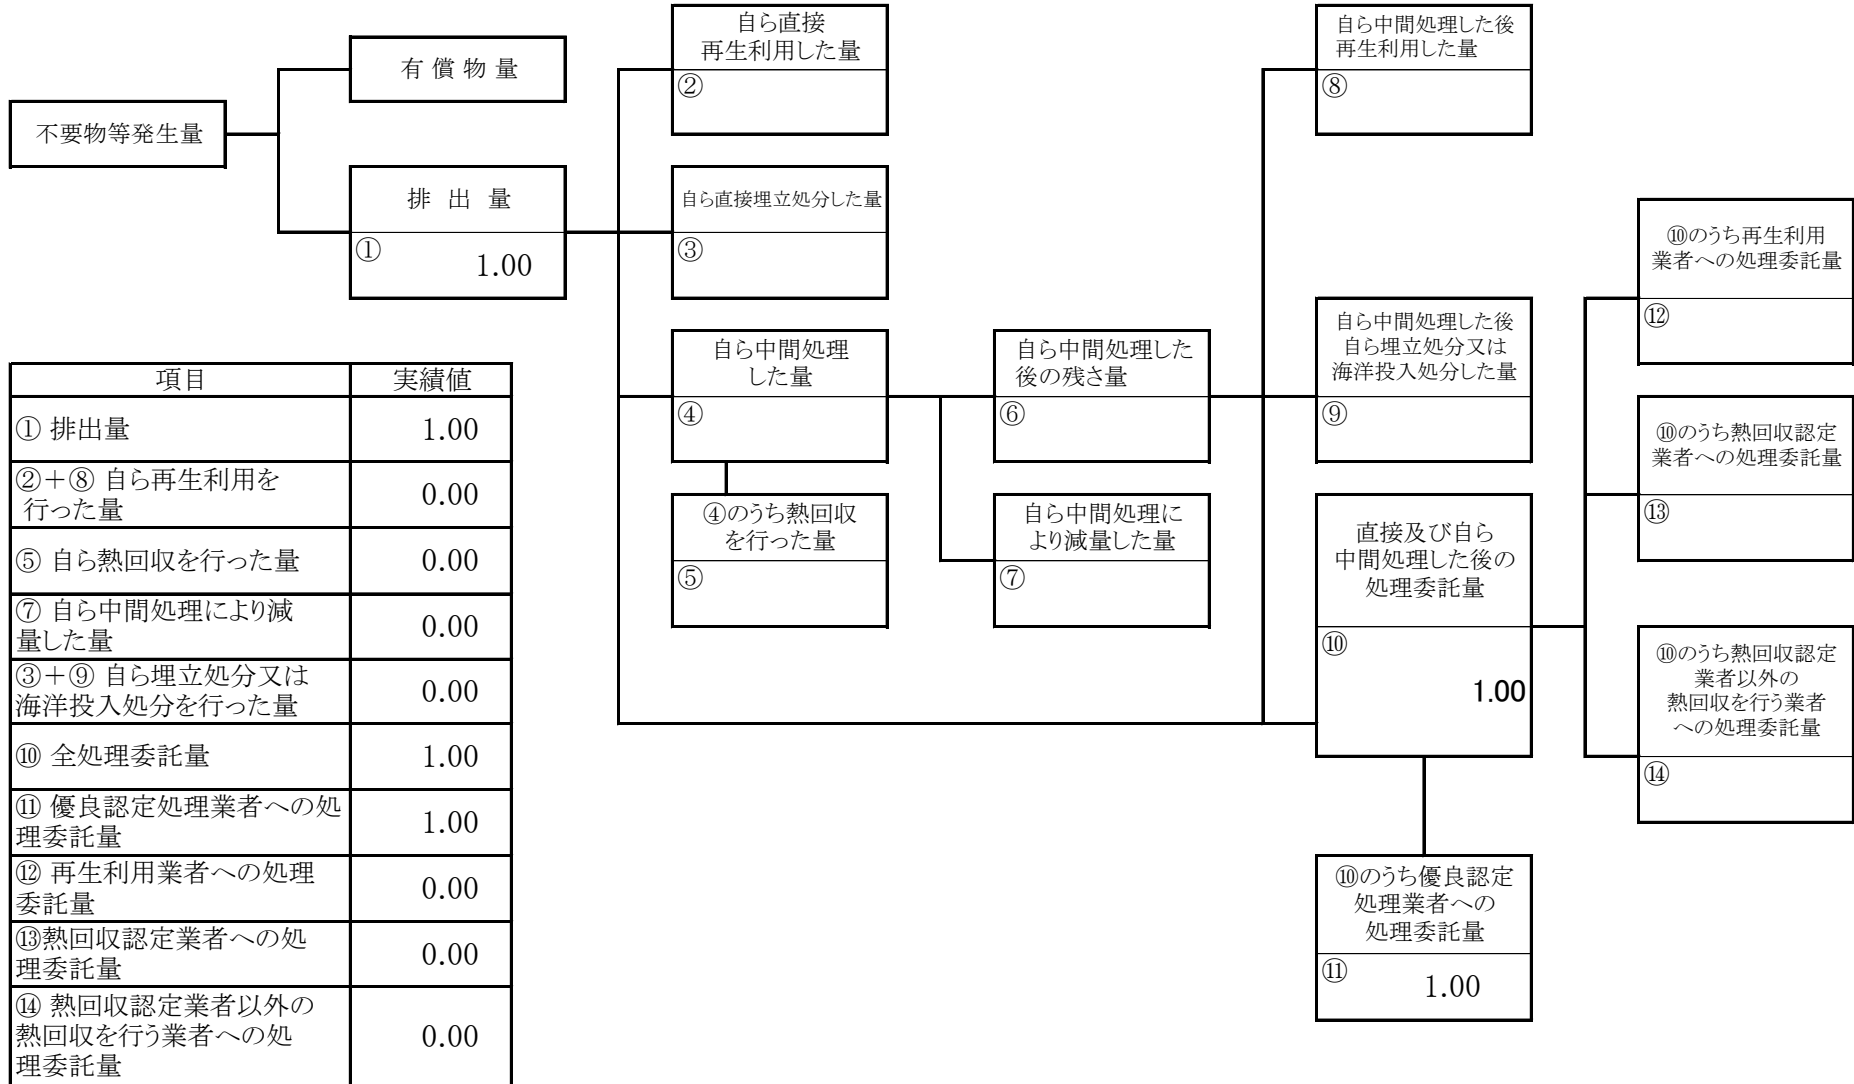 不要物等発生量
有 償 物 量
排 出 量
①
1.00
自ら直接
再生利用した量
②
自ら直接埋立処分した量
③
自ら中間処理
した量
④
④のうち熱回収
を行った量
⑤
自ら中間処理した
後の残さ量
⑥
自ら中間処理に
より減量した量
⑦
自ら中間処理した後
再生利用した量
⑧
自ら中間処理した後
自ら埋立処分又は
海洋投入処分した量
⑨
直接及び自ら
中間処理した後の
処理委託量
⑩
1.00
⑩のうち優良認定
処理業者への
処理委託量
⑪
1.00
⑩のうち再生利用
業者への処理委託量
⑫
⑩のうち熱回収認定
業者への処理委託量
⑬
⑩のうち熱回収認定
業者以外の
熱回収を行う業者
への処理委託量
⑭
項目 実績値
① 排出量 1.00
②＋⑧ 自ら再生利用を
行った量 0.00
⑤ 自ら熱回収を行った量 0.00
⑦ 自ら中間処理により減
量した量 0.00
③＋⑨ 自ら埋立処分又は
海洋投入処分を行った量 0.00
⑩ 全処理委託量 1.00
⑪ 優良認定処理業者への処
理委託量 1.00
⑫ 再生利用業者への処理
委託量 0.00
⑬熱回収認定業者への処
理委託量 0.00
⑭ 熱回収認定業者以外の
熱回収を行う業者への処
理委託量 0.00